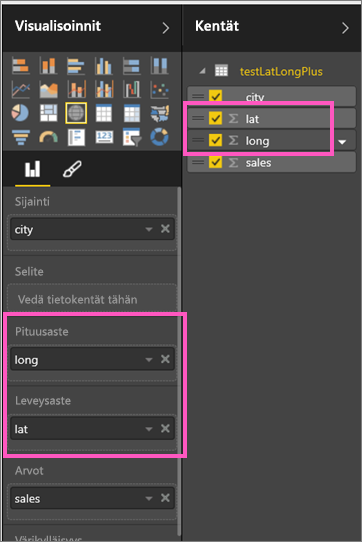 Visualisoinnit
Sijainti
city
Selite
Vedä tietokentät tähän
Pituusaste
long
Leveysaste
lat
Arvot
sales
Värikylläisyys
Kentät
testLatLongPlus
city
Σ lat
Σ long
Σ sales